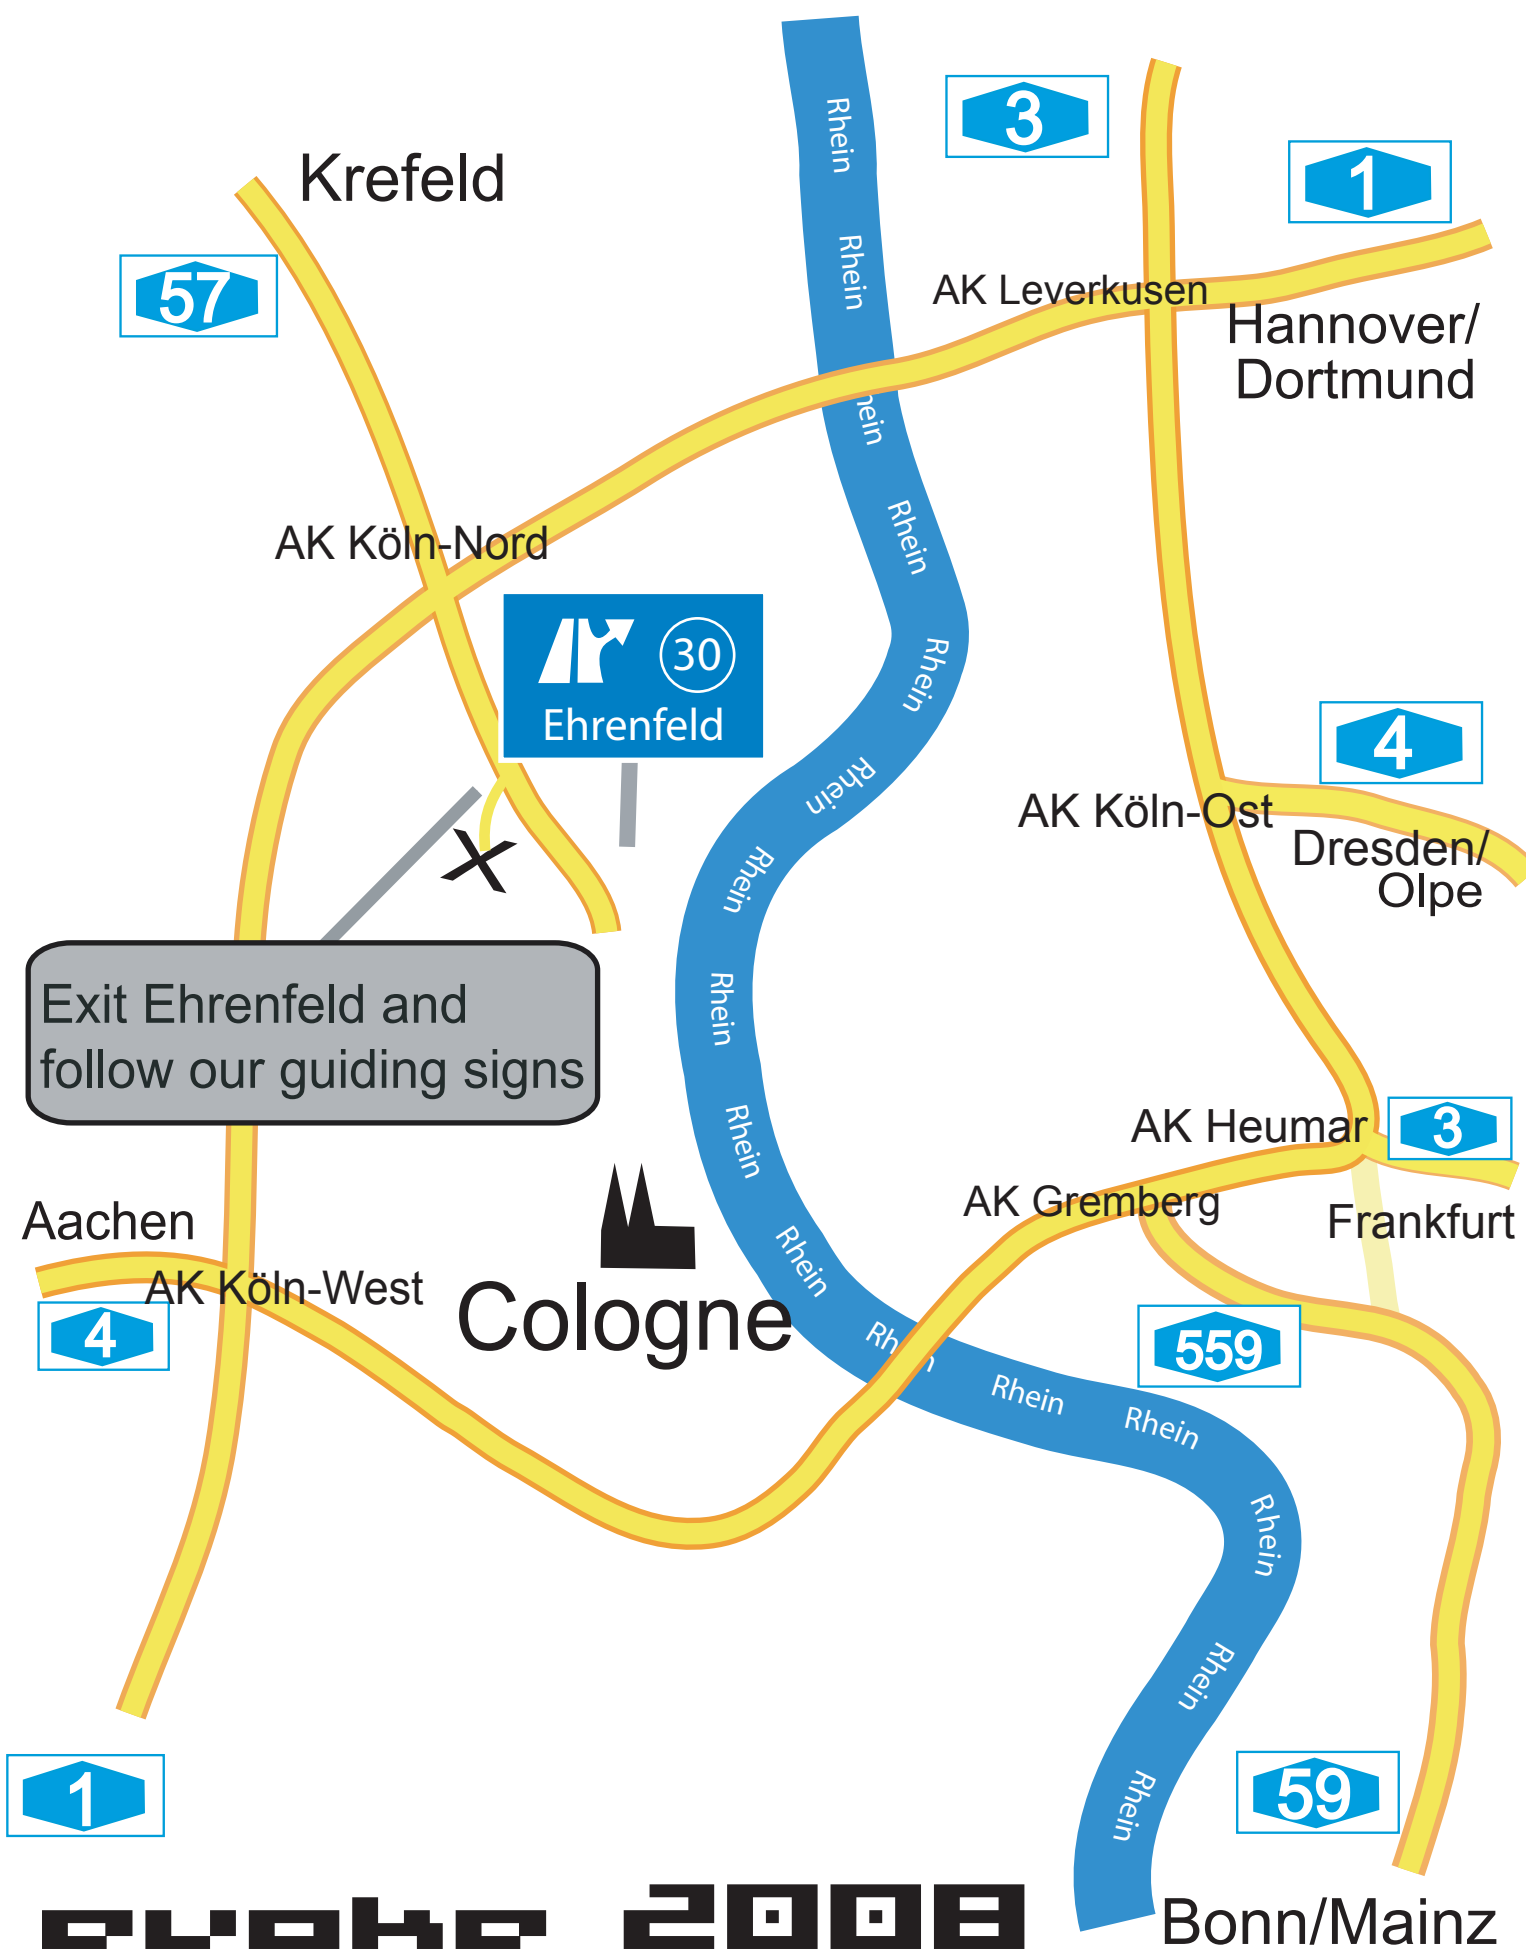 Rhein
3
1
Krefeld
Rhein
57
AK Leverkusen
Hannover/
Dortmund
Rhein
Rhein
AK Köln-Nord
30
Ehrenfeld
Rhein
4
Rhein
AK Köln-Ost
Dresden/
Olpe
Rhein
Exit Ehrenfeld and
follow our guiding signs
Rhein
Rhein
AK Heumar
3
AK Gremberg
Aachen
Frankfurt
Rhein
AK Köln-West
Cologne
4
Rhein
559
Rhein
Rhein
Rhein
Rhein
1
59
Rhein
evoke 2008
Bonn/Mainz